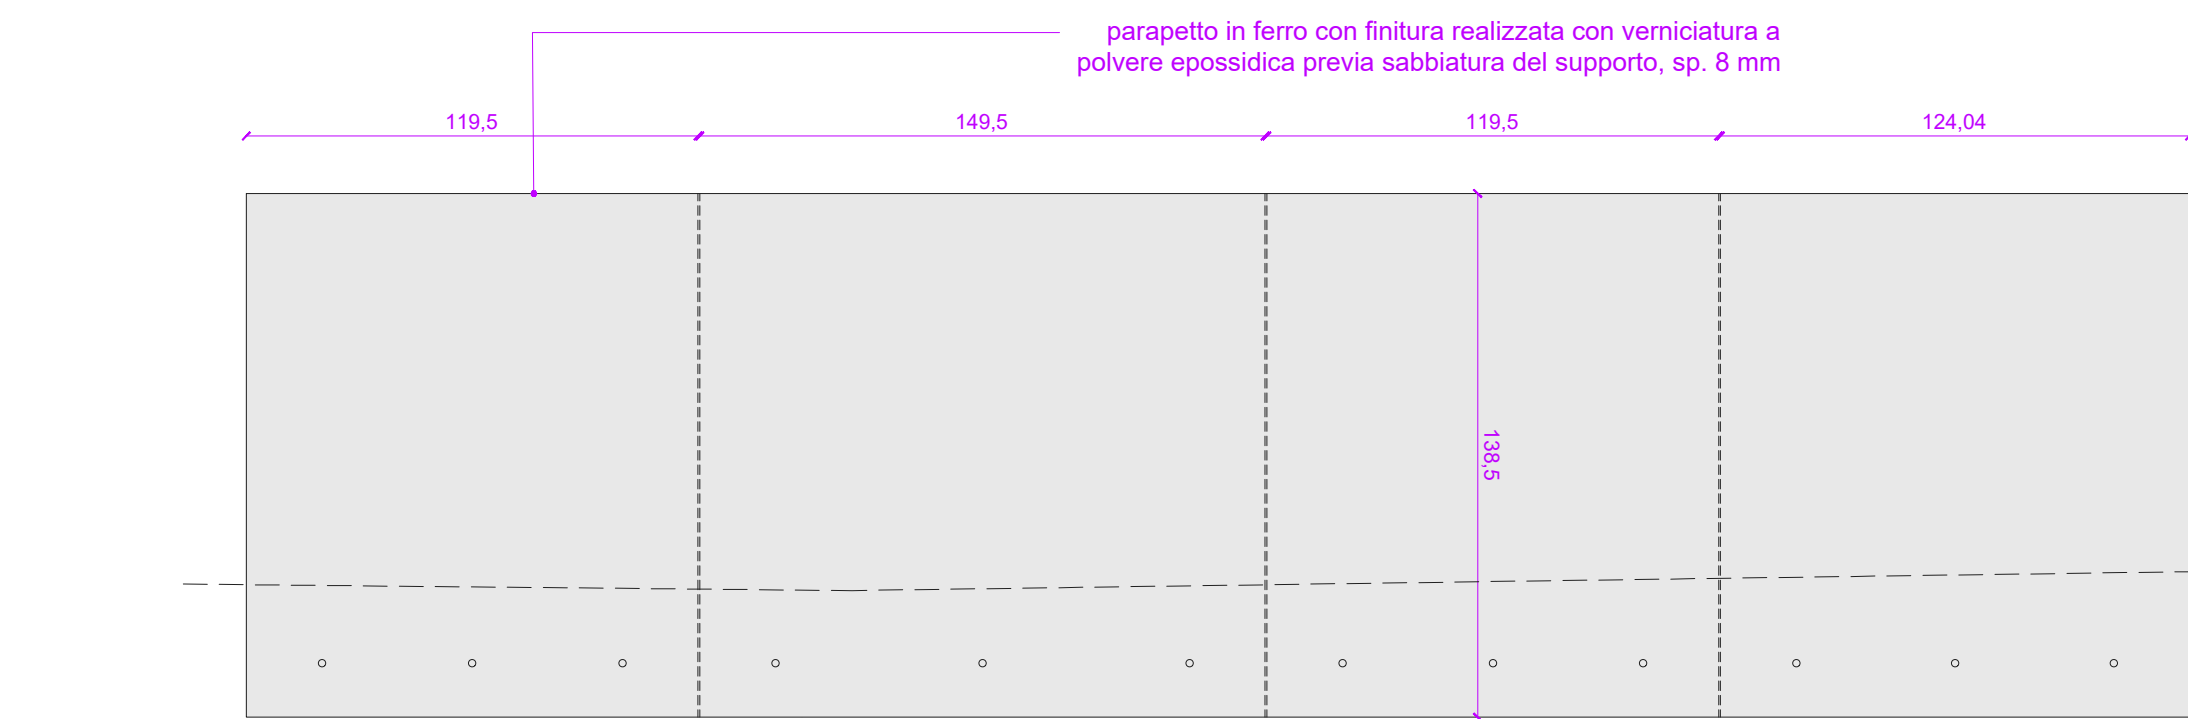 parapetto in ferro con finitura realizzata con verniciatura a
polvere epossidica previa sabbiatura del supporto, sp. 8 mm
119,5
149,5
119,5
124,04
138,5